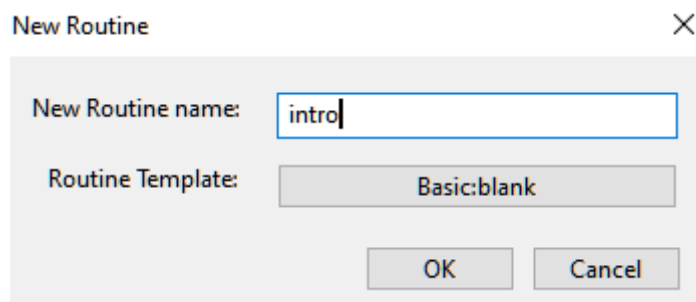 New Routine
New Routine name: intro
Routine Template: Basic:blank
OK Cancel